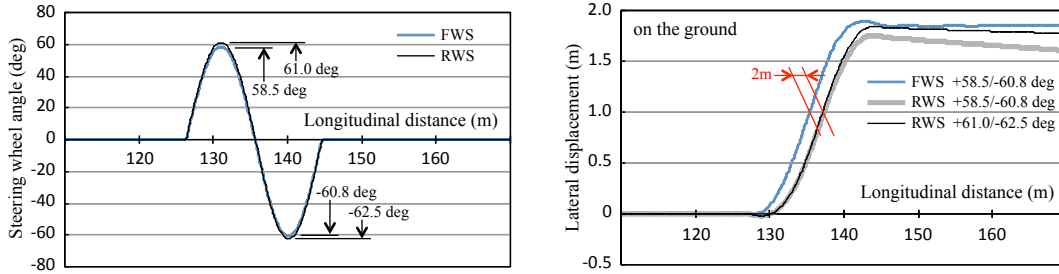 Steering wheel angle (deg)
80
60
40
20
0
-20
-40
-60
-80
120
130
140
150
160
Longitudinal distance (m)
FWS
RWS
61.0 deg
58.5 deg
-60.8 deg
-62.5 deg
Lateral displacement (m)
2.0
1.5
1.0
0.5
0
-0.5
120
130
140
150
160
Longitudinal distance (m)
on the ground
2m
FWS +58.5/-60.8 deg
RWS +58.5/-60.8 deg
RWS +61.0/-62.5 deg